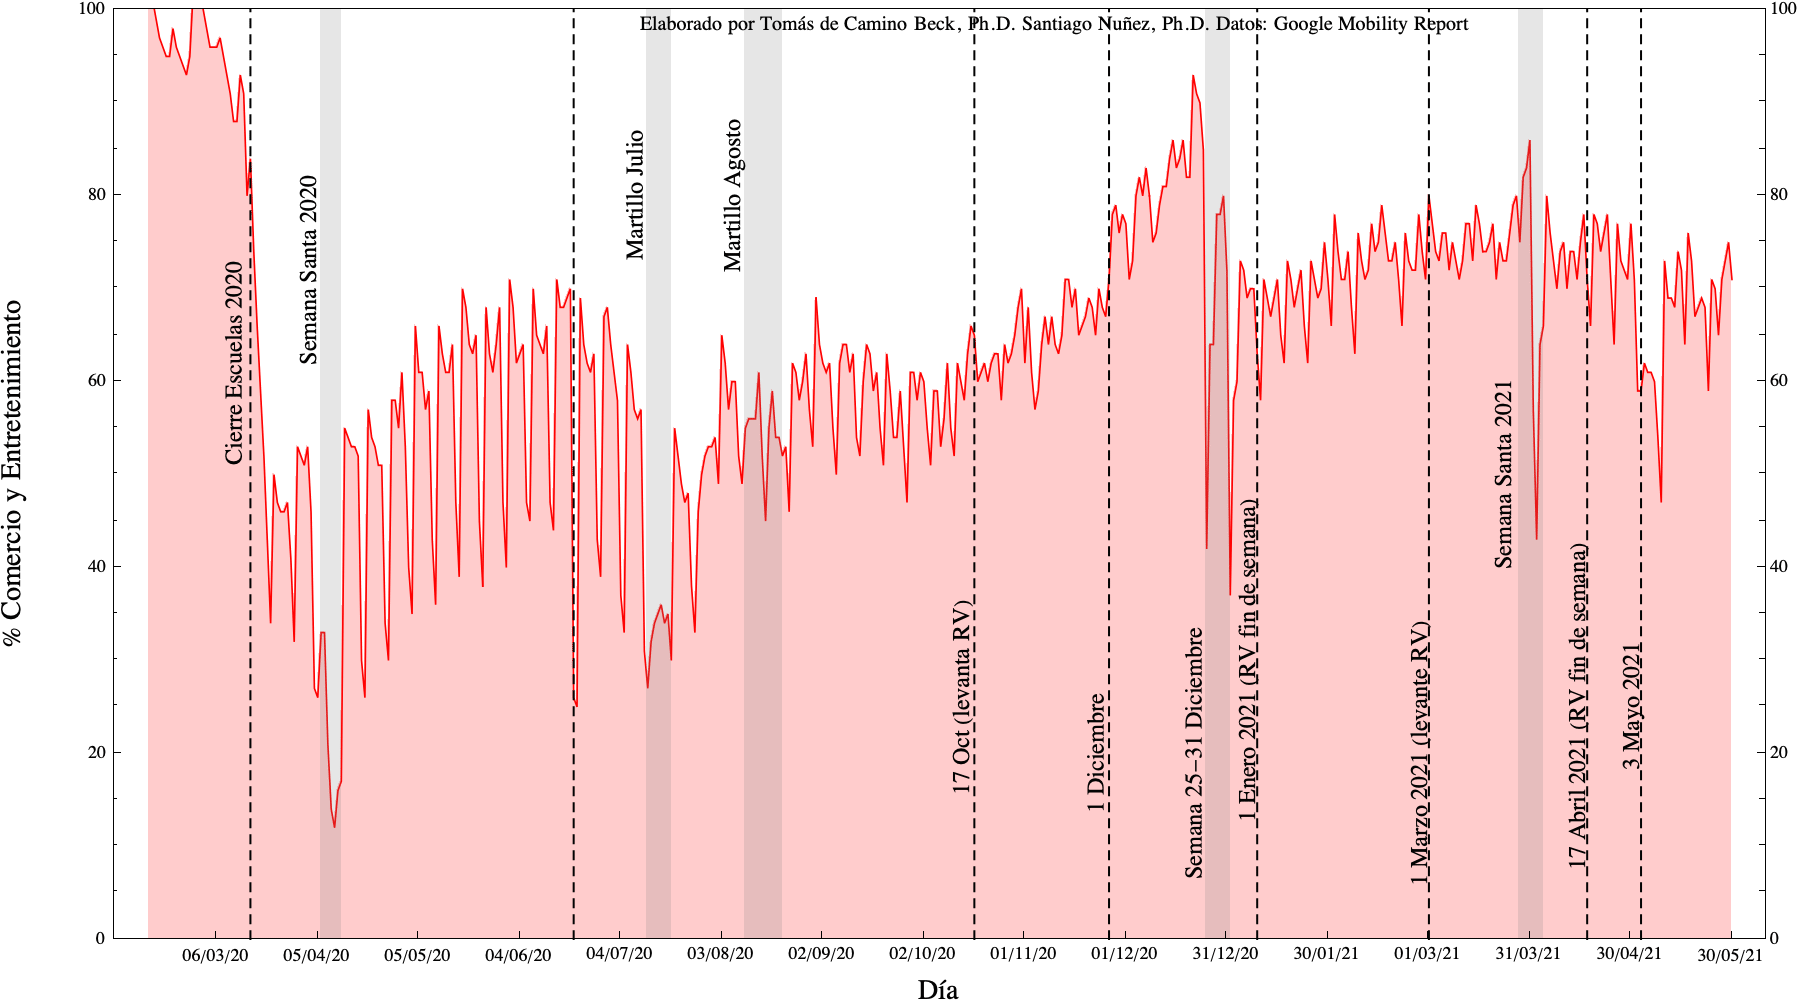 Elaborado por Tomás de Camino Beck, Ph.D. Santiago Nuñez, Ph.D. Datos: Google Mobility Report
% Comercio y Entretenimiento
100
80
60
40
20
0
100
80
60
40
20
0
Cierre Escuelas 2020
Semana Santa 2020
Martillo Julio
Martillo Agosto
17 Oct (levanta RV)
1 Diciembre
Semana 25-31 Diciembre
1 Enero 2021 (RV fin de semana)
1 Marzo 2021 (levante RV)
Semana Santa 2021
17 Abril 2021 (RV fin de semana)
3 Mayo 2021
06/03/20
05/04/20
05/05/20
04/06/20
04/07/20
03/08/20
02/09/20
02/10/20
01/11/20
01/12/20
31/12/20
30/01/21
01/03/21
31/03/21
30/04/21
30/05/21
Día